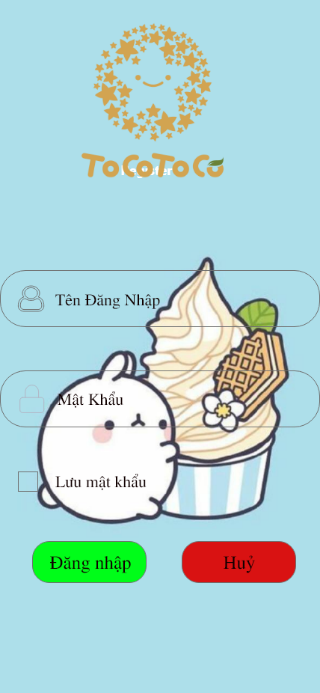 ToCoToCo
Tên Đăng Nhập
Mật Khẩu
Lưu mật khẩu
Đăng nhập
Huỷ